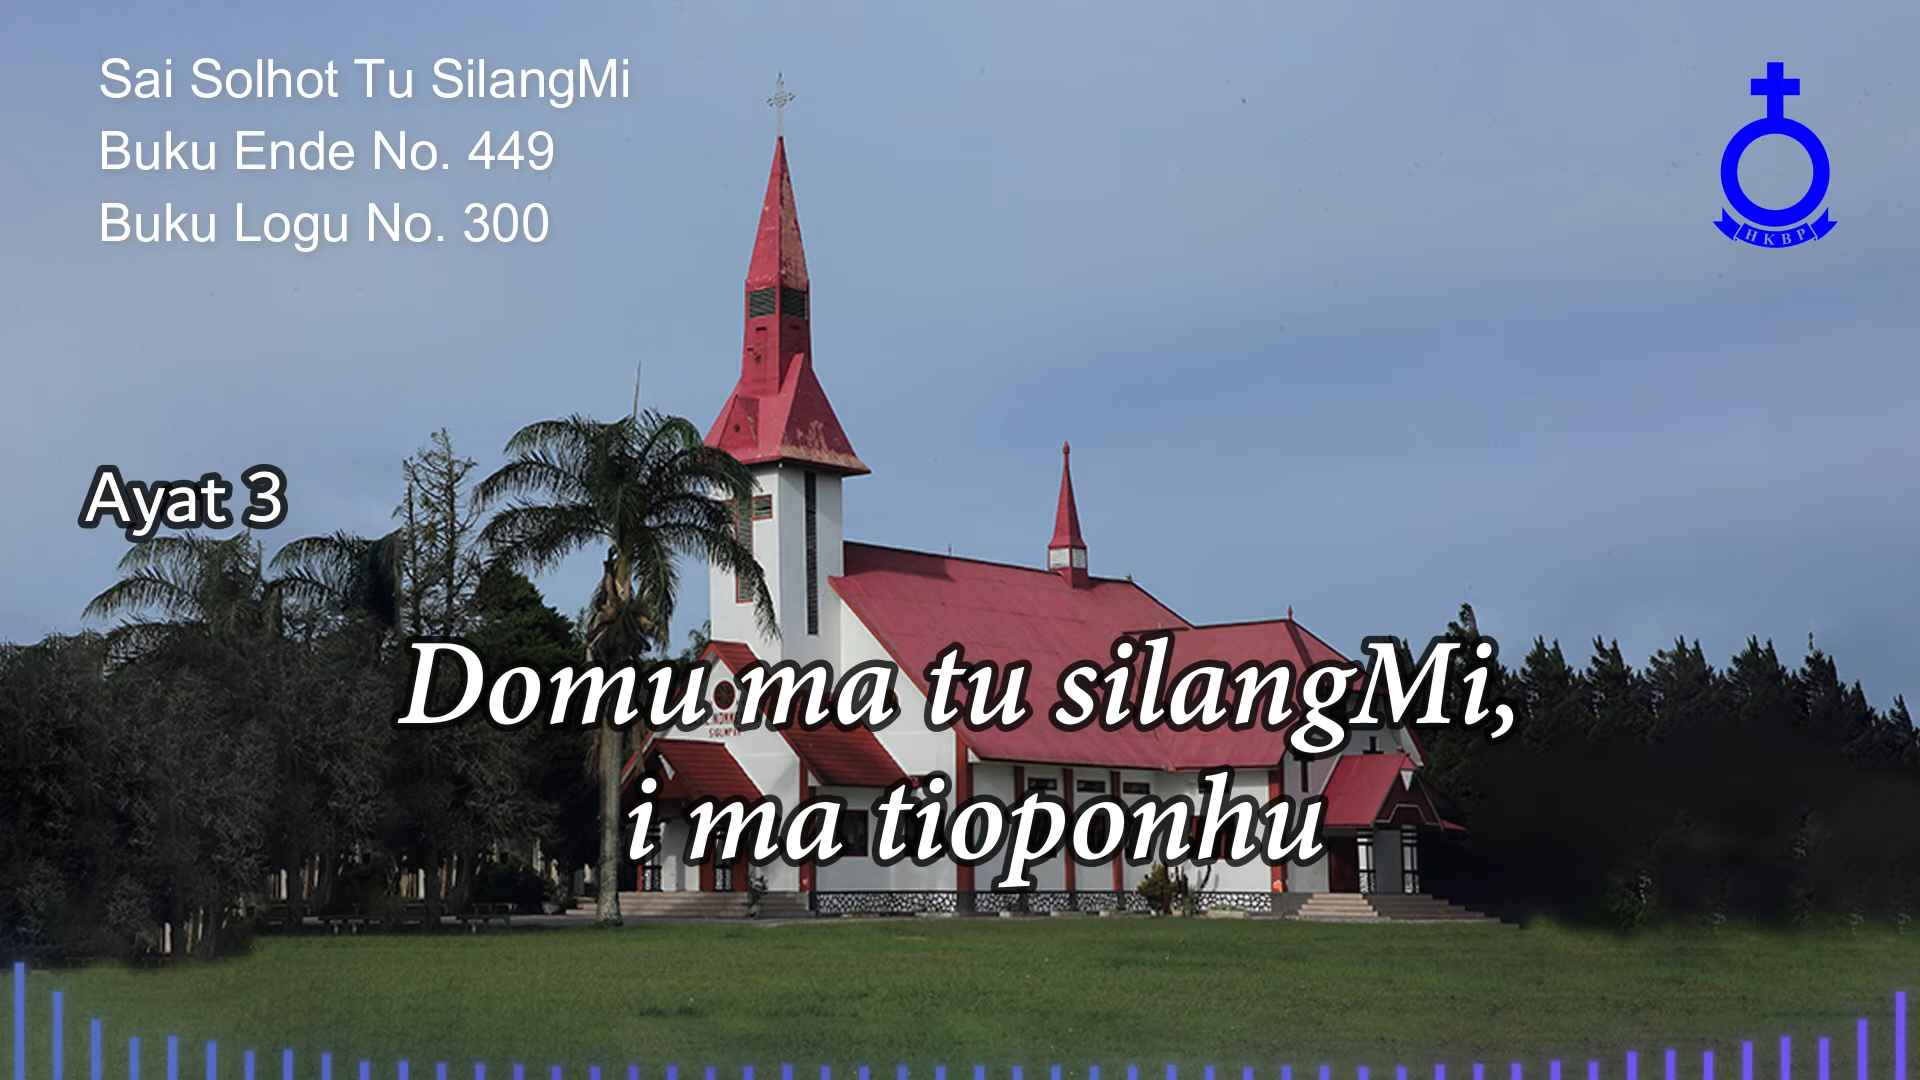 Sai Solhot Tu SilangMi
Buku Ende No. 449
Buku Logu No. 300
HKBP
Ayat 3
Domu ma tu silangMi,
i ma tioponhu